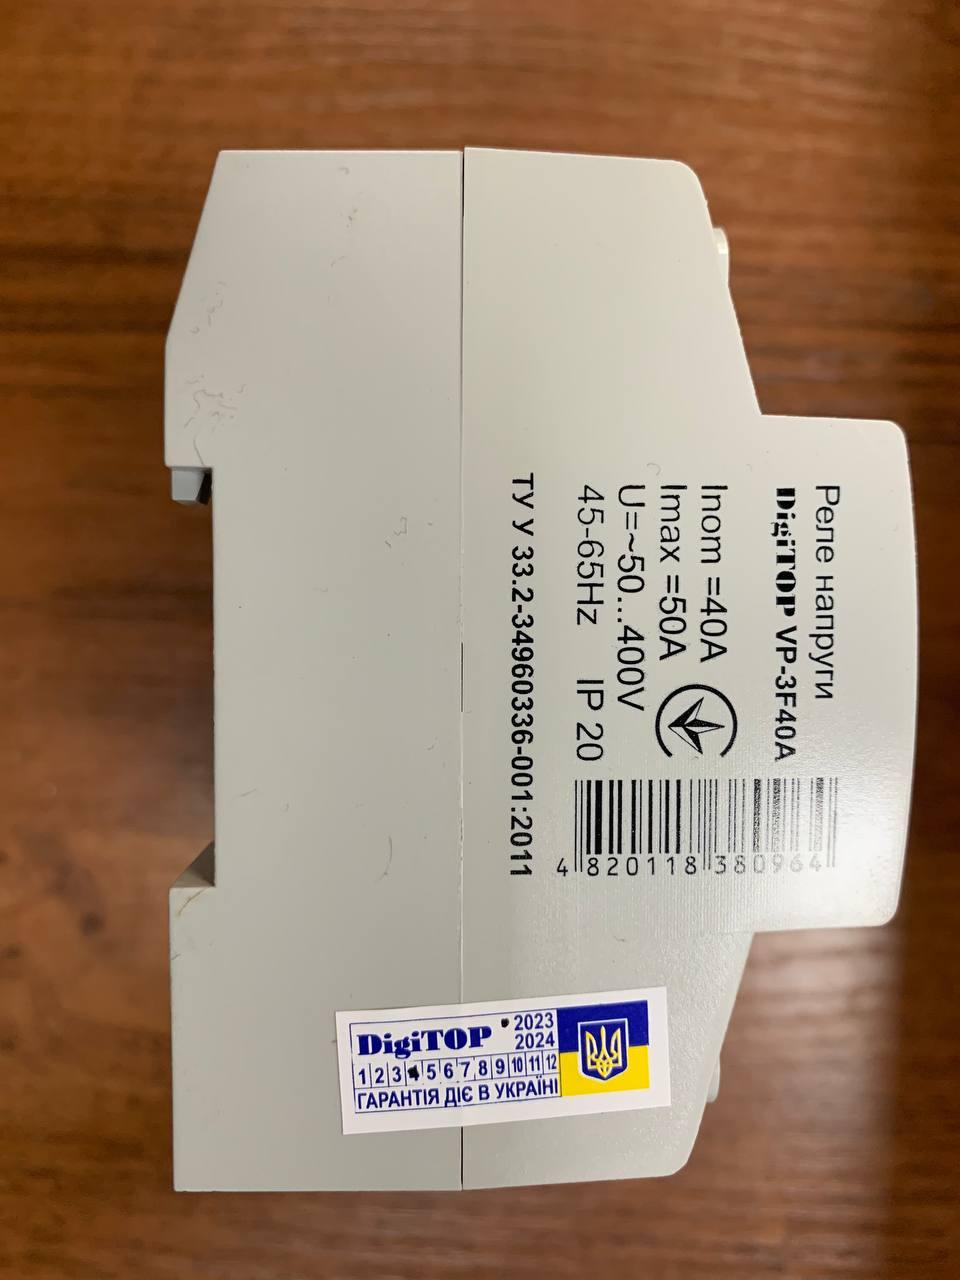 Реле напруги
DigiTOP VP-3F40A
Inom =40A
Imax =50A
U=~50...400V
45-65Hz IP 20
ТУ У 33.2-34960336-001:2011
4 820118 380964
DigiTOP 2023
2024
1 2 3 4 5 6 7 8 9 10 11 12
ГАРАНТІЯ ДІЄ В УКРАЇНІ